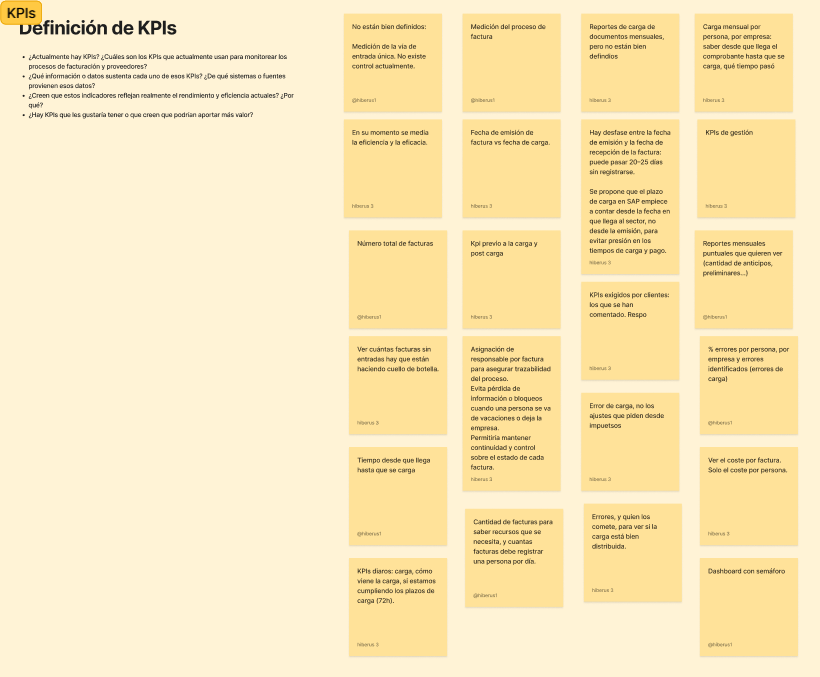 KPIs
Definición de KPIs
• ¿Actualmente hay KPIs? ¿Cuáles son los KPIs que actualmente usan para monitorear los
procesos de facturación y proveedores?
• ¿Qué información o datos sustenta cada uno de esos KPIs? ¿De qué sistemas o fuentes
provienen esos datos?
• ¿Creen que estos indicadores reflejan realmente el rendimiento y eficiencia actuales? ¿Por
qué?
• ¿Hay KPIs que les gustaría tener o que creen que podrían aportar más valor?
No están bien definidos:
Medición de la vía de
entrada única. No existe
control actualmente.
@hiberus1
Medición del proceso de
factura
@hiberus1
Reportes de carga de
documentos mensuales,
pero no están bien
defindios
hiberus 3
Carga mensual por
persona, por empresa:
saber desde que llega el
comprobante hasta que se
carga, qué tiempo pasó
hiberus 3
En su momento se media
la eficiencia y la eficacia.
hiberus 3
Fecha de emisión de
factura vs fecha de carga.
hiberus 3
Hay desfase entre la fecha
de emisión y la fecha de
recepción de la factura:
puede pasar 20-25 días
sin registrarse.
Se propone que el plazo
de carga en SAP empiece
a contar desde la fecha en
que llega al sector, no
desde la emisión, para
evitar presión en los
tiempos de carga y pago.
hiberus 3
KPIs de gestión
hiberus 3
Número total de facturas
@hiberus1
Kpi previo a la carga y
post carga
hiberus 3
KPIs exigidos por clientes:
los que se han
comentado. Respo
hiberus 3
Reportes mensuales
puntuales que quieren ver
(cantidad de anticipos,
preliminares...)
@hiberus1
Ver cuántas facturas sin
entradas hay que están
haciendo cuello de botella.
hiberus 3
Asignación de
responsable por factura
para asegurar trazabilidad
del proceso.
Evita pérdida de
información o bloqueos
cuando una persona se va
de vacaciones o deja la
empresa.
Permitiría mantener
continuidad y control
sobre el estado de cada
factura.
hiberus 3
Error de carga, no los
ajustes que piden desde
impuetsos
hiberus 3
% errores por persona, por
empresa y errores
identificados (errores de
carga)
@hiberus1
Tiempo desde que llega
hasta que se carga
@hiberus1
Cantidad de facturas para
saber recursos que se
necesita, y cuantas
facturas debe registrar
una persona por día.
@hiberus1
Errores, y quien los
comete, para ver si la
carga está bien
distribuida.
hiberus 3
Ver el coste por factura.
Solo el coste por persona.
hiberus 3
KPIs diaros: carga, cómo
viene la carga, si estamos
cumpliendo los plazos de
carga (72h).
hiberus 3
Dashboard con semáforo
@hiberus1